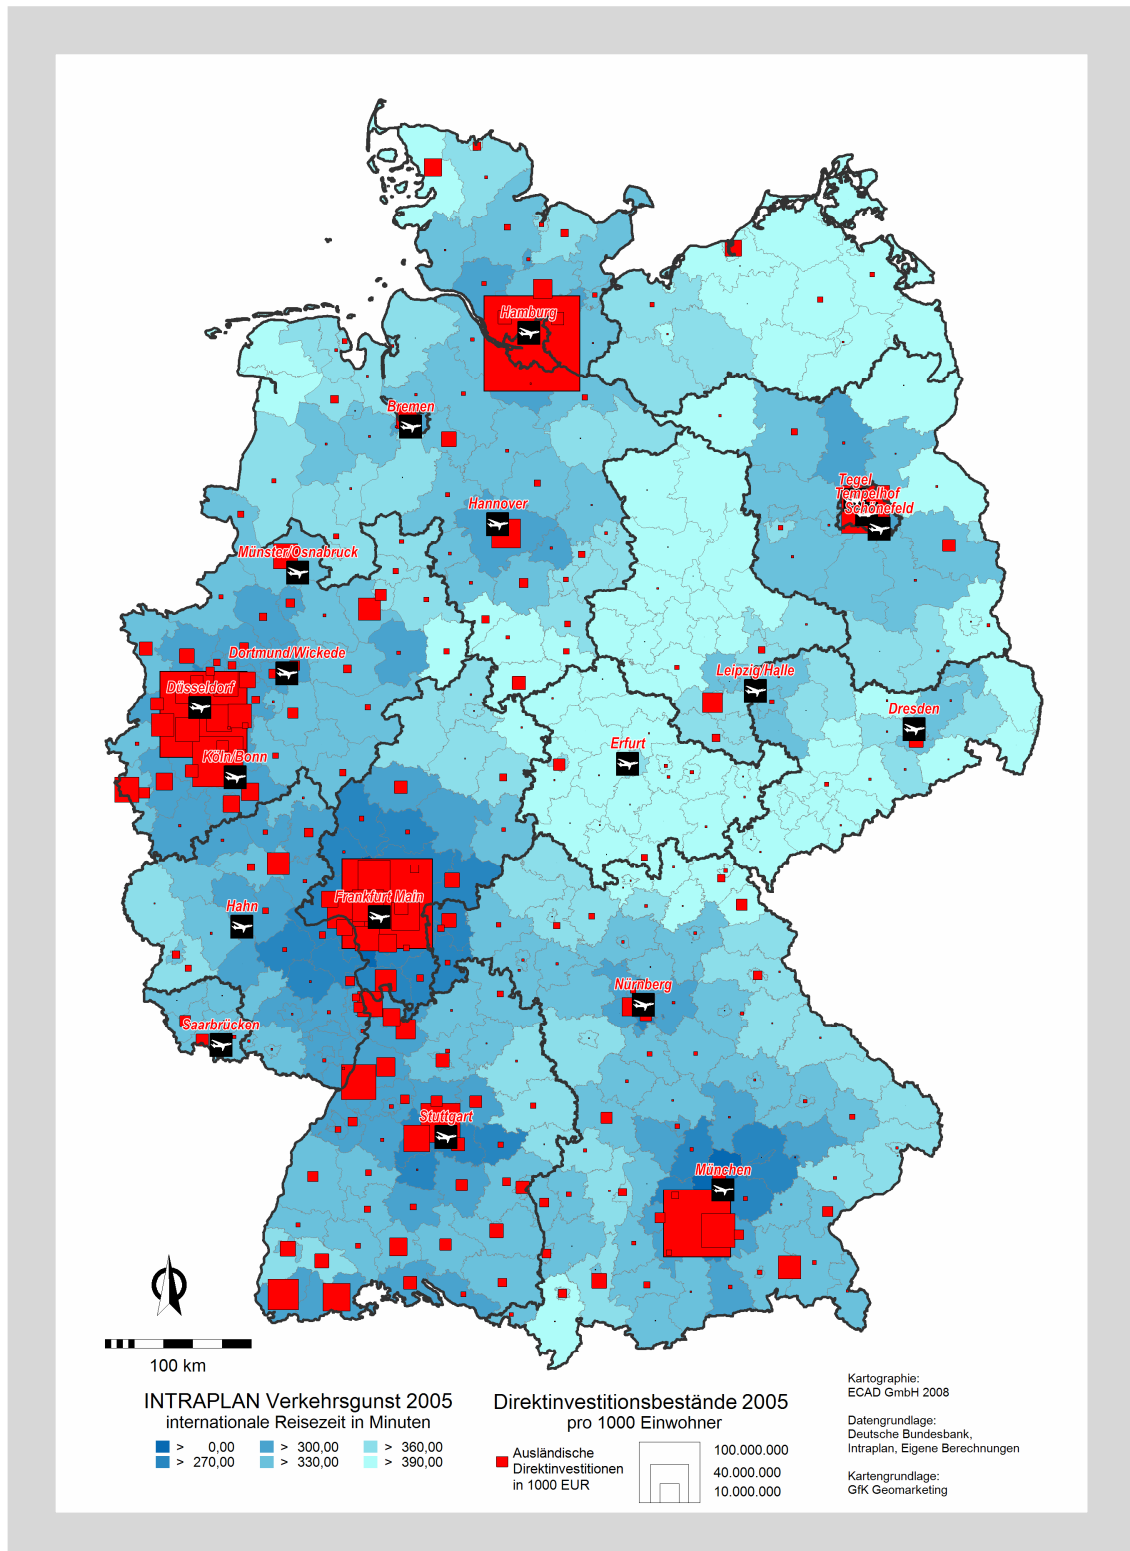 Hamburg
Bremen
Tegel
Tempelhof
Schönefeld
Hannover
Münster/Osnabruck
Dortmund/Wickede
Leipzig/Halle
Düsseldorf
Dresden
Erfurt
Köln/Bonn
Frankfurt Main
Hahn
Nürnberg
Saarbrücken
Stuttgart
München
100 km
INTRAPLAN Verkehrsgunst 2005
internationale Reisezeit in Minuten
> 0,00
> 270,00
> 300,00
> 330,00
> 360,00
> 390,00
Direktinvestitionsbestände 2005
pro 1000 Einwohner
Ausländische
Direktinvestitionen
in 1000 EUR
100.000.000
40.000.000
10.000.000
Kartographie:
ECAD GmbH 2008
Datengrundlage:
Deutsche Bundesbank,
Intraplan, Eigene Berechnungen
Kartengrundlage:
GfK Geomarketing